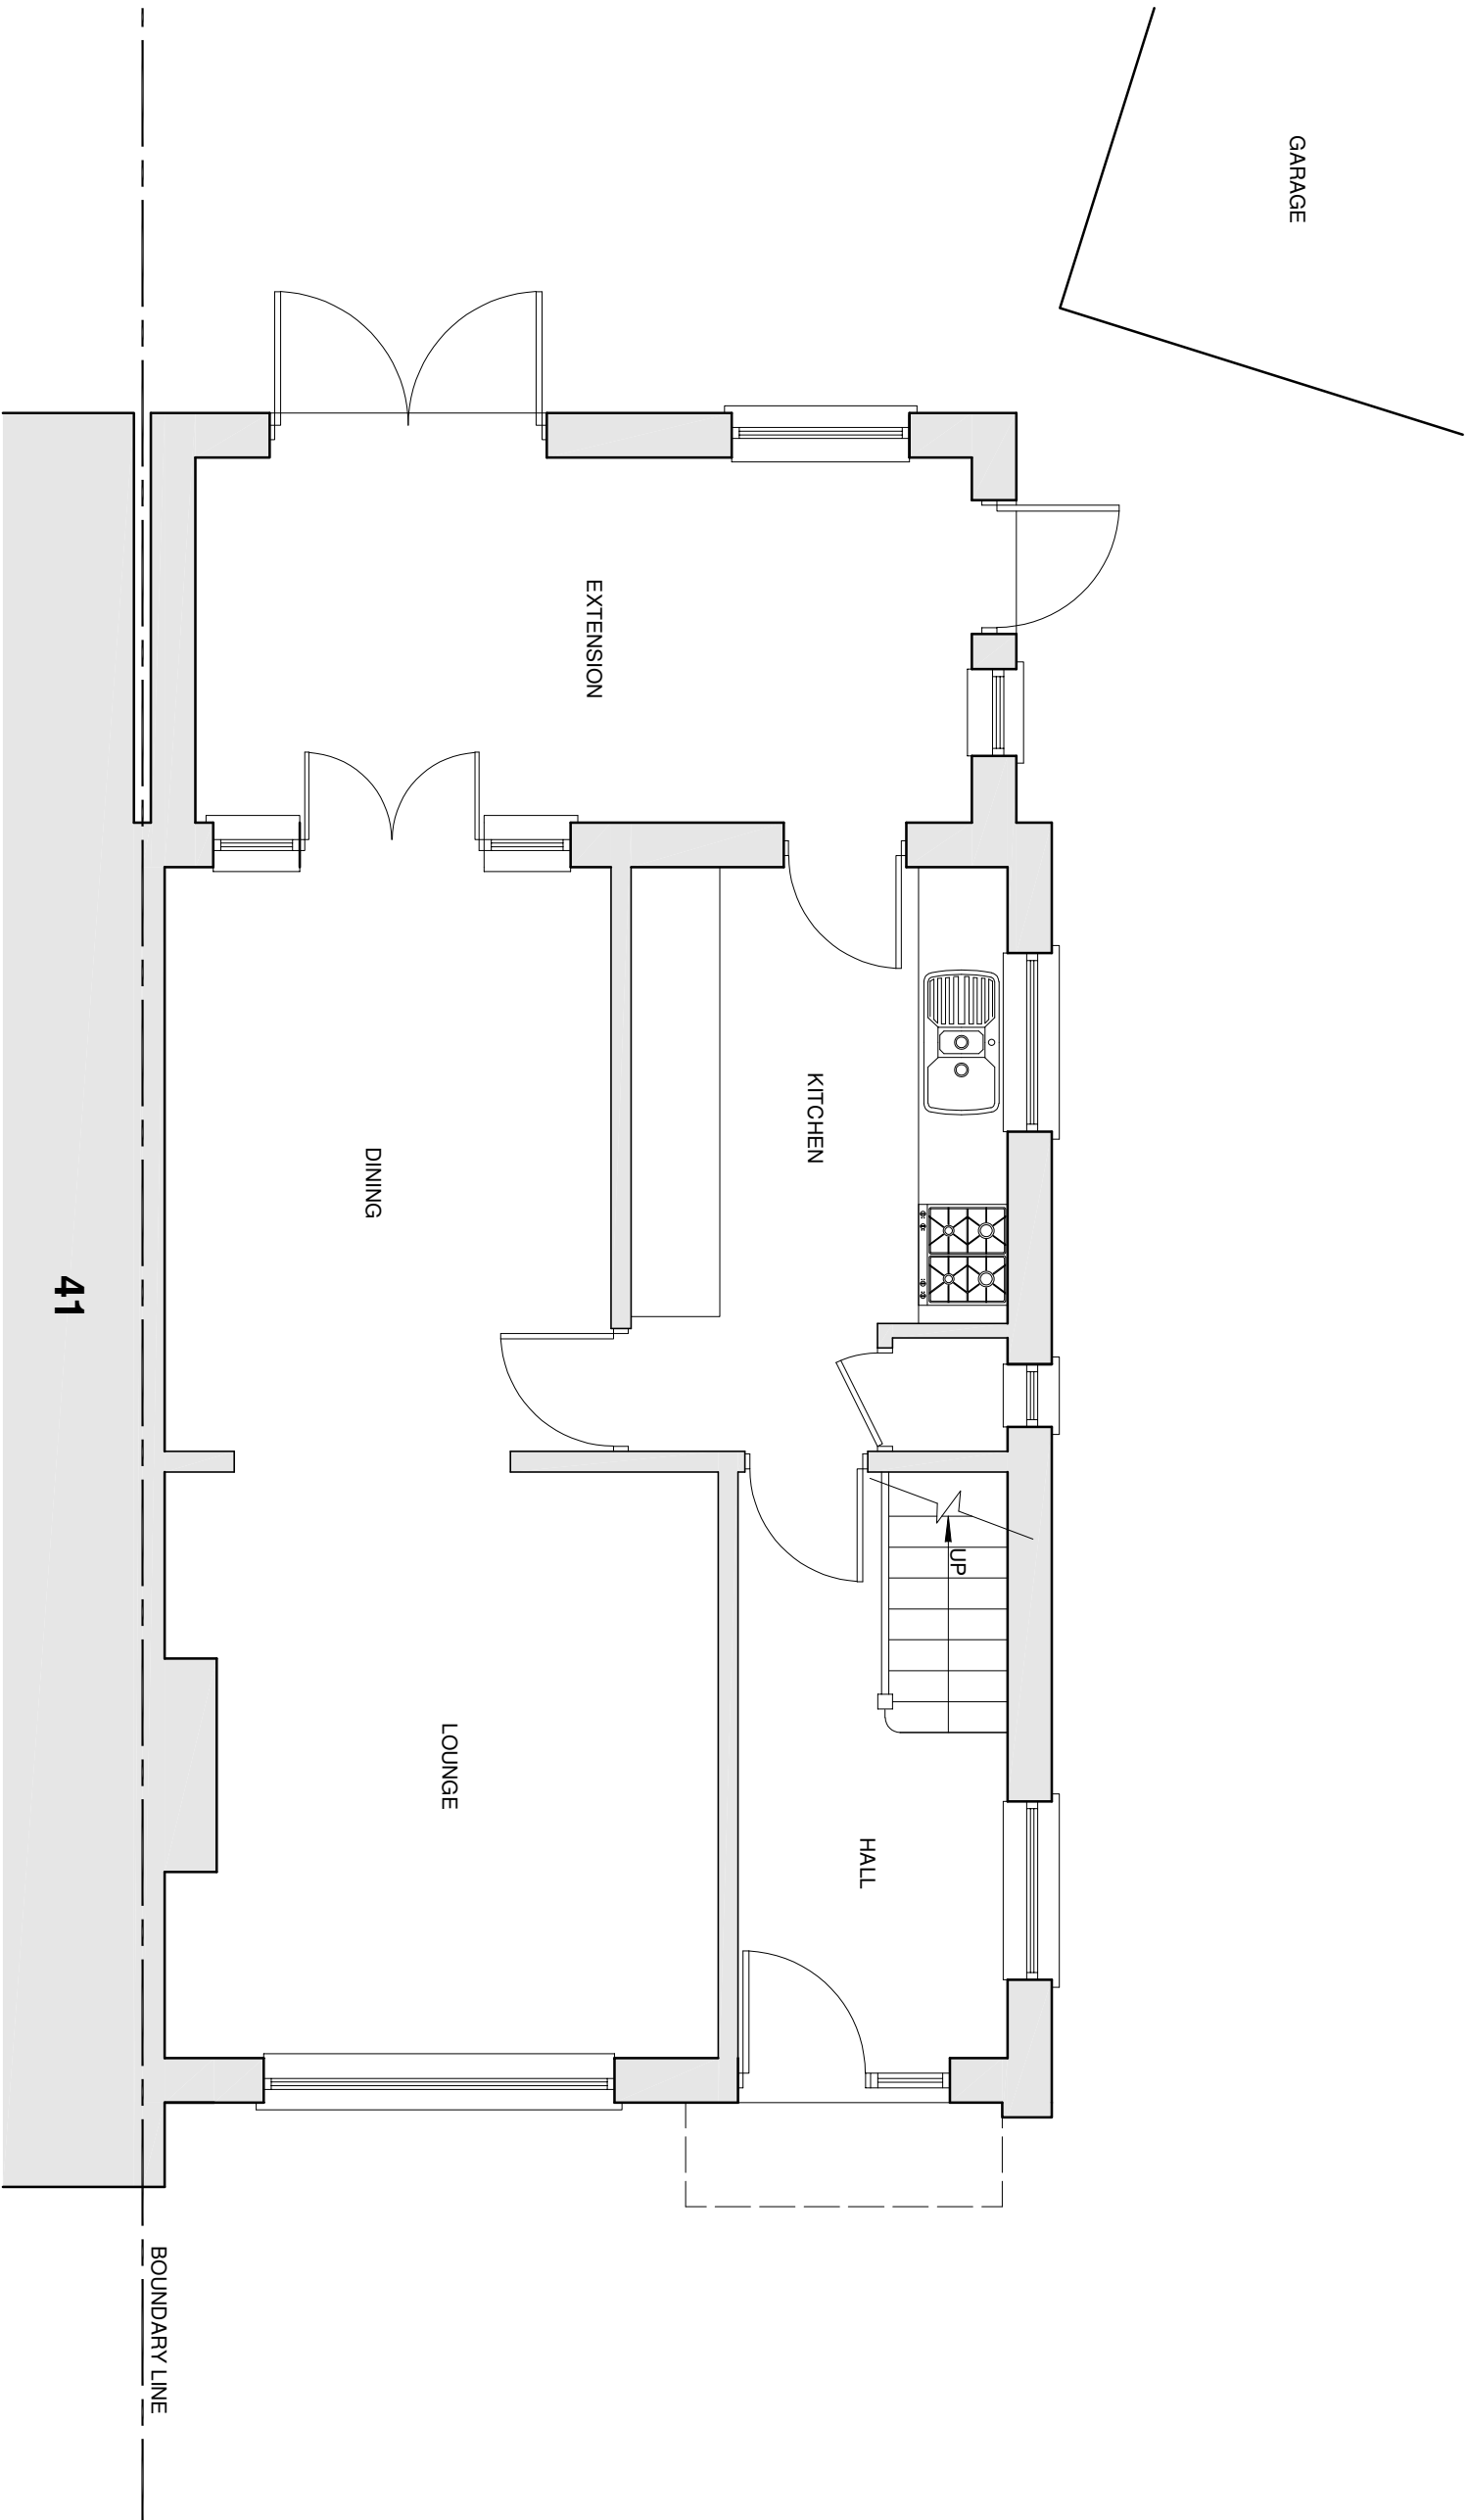 GARAGE
EXTENSION
KITCHEN
DINING
41
UP
LOUNGE
HALL
BOUNDARY LINE